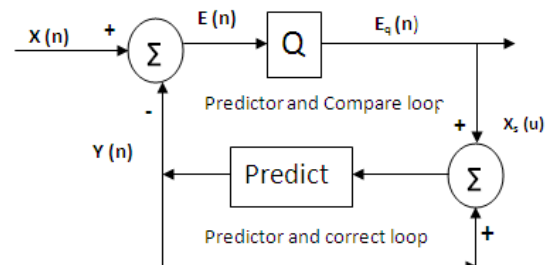 X (n)
+
Σ
E (n)
Q
Eq (n)
-
Predictor and Compare loop
+
Xs (u)
Y (n)
Predict
Σ
Predictor and correct loop
+